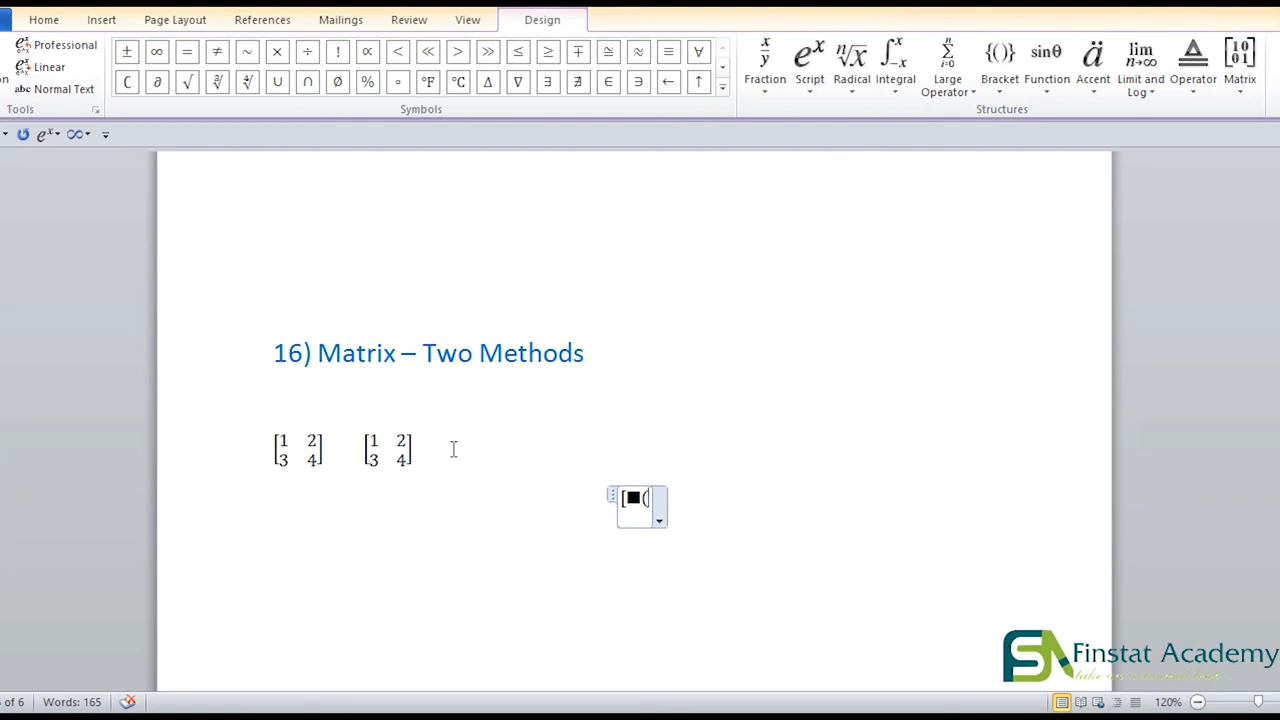 Home Insert Page Layout References Mailings Review View Design
Professional
Linear
abc Normal Text
Tools
± ∞ = ≠ ~ × ÷ ! ∝ < ≪ > ≫ ≤ ≥ ∓ ≅ ≈ ≡ ∀
∁ ∂ √ ∛ ∜ ∪ ∩ ∅ % ∘ °F °C ∆ ∇ ∃ ∄ ∈ ∋ ← ↑
Symbols
Fraction Script Radical Integral Large Operator Bracket Function Accent Limit and Log Operator Matrix
Structures
16) Matrix – Two Methods
[1 2 [1 2
3 4] 3 4]
[■(
Finstat Academy
of 6 Words: 165 120%